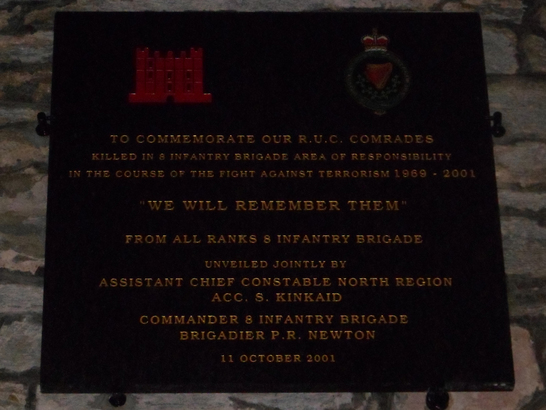 TO COMMEMORATE OUR R.U.C. COMRADES
KILLED IN 8 INFANTRY BRIGADE AREA OF RESPONSIBILITY
IN THE COURSE OF THE FIGHT AGAINST TERRORISM 1969 - 2001
"WE WILL REMEMBER THEM"
FROM ALL RANKS 8 INFANTRY BRIGADE
UNVEILED JOINTLY BY
ASSISTANT CHIEF CONSTABLE NORTH REGION
ACC. S. KINKAID
COMMANDER 8 INFANTRY BRIGADE
BRIGADIER P.R. NEWTON
11 OCTOBER 2001